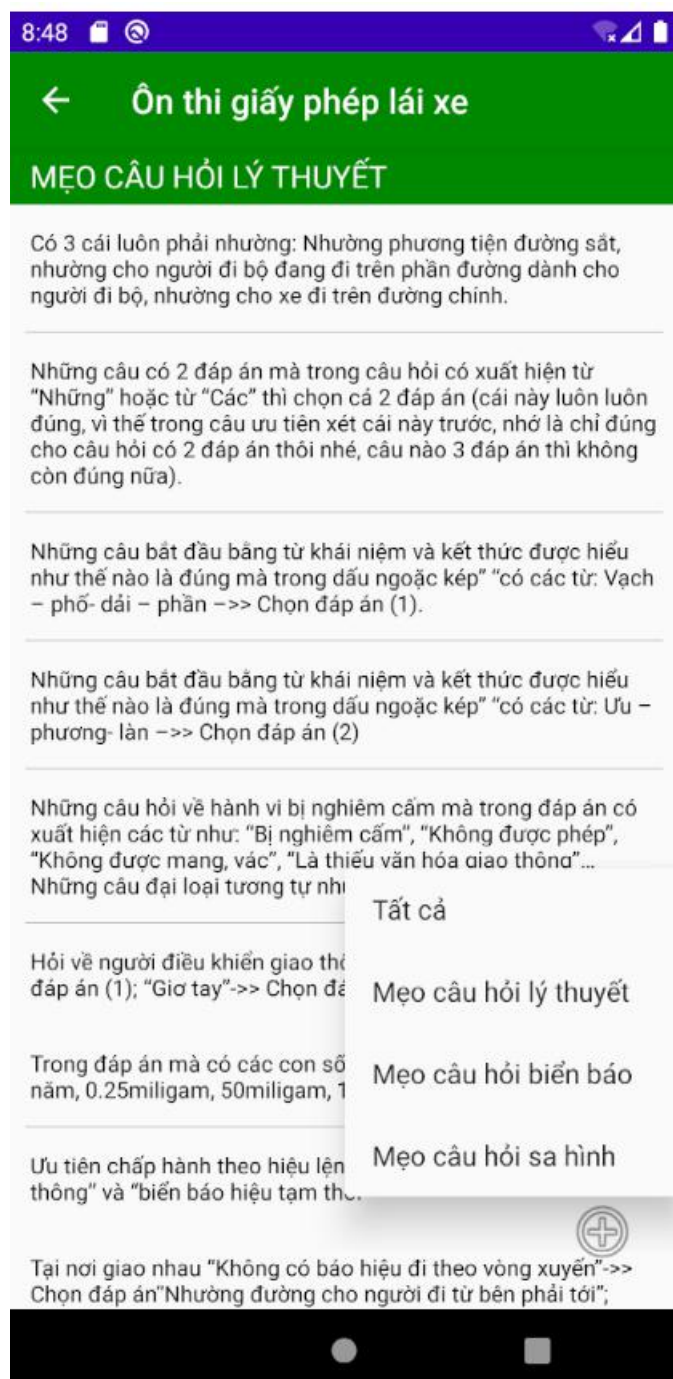 8:48
Ôn thi giấy phép lái xe
MẸO CÂU HỎI LÝ THUYẾT
Có 3 cái luôn phải nhường: Nhường phương tiện đường sắt,
nhường cho người đi bộ đang đi trên phần đường dành cho
người đi bộ, nhường cho xe đi trên đường chính.
Những câu có 2 đáp án mà trong câu hỏi có xuất hiện từ
“Những” hoặc từ “Các” thì chọn cả 2 đáp án (cái này luôn luôn
đúng, vì thế trong câu ưu tiên xét cái này trước, nhớ là chỉ đúng
cho câu hỏi có 2 đáp án thôi nhé, câu nào 3 đáp án thì không
còn đúng nữa).
Những câu bắt đầu bằng từ khái niệm và kết thúc được hiểu
như thế nào là đúng mà trong dấu ngoặc kép” “có các từ: Vạch
– phố- dải – phần –>> Chọn đáp án (1).
Những câu bắt đầu bằng từ khái niệm và kết thúc được hiểu
như thế nào là đúng mà trong dấu ngoặc kép” “có các từ: Ưu –
phương- làn –>> Chọn đáp án (2)
Những câu hỏi về hành vi bị nghiêm cấm mà trong đáp án có
xuất hiện các từ như: “Bị nghiêm cấm”, “Không được phép”,
“Không được mang, vác”, “Là thiếu văn hóa giao thông”...
Những câu đại loại tương tự
Hỏi về người điều khiển giao
đáp án (1); “Giơ tay”->> Chọn
Trong đáp án mà có các con số
năm, 0.25miligam, 50miligam,
Ưu tiên chấp hành theo hiệu
thông” và “biển báo hiệu tạm
Tại nơi giao nhau “Không có báo hiệu đi theo vòng xuyến”->>
Chọn đáp án“Nhường đường cho người đi từ bên phải tới”;
Tất cả
Mẹo câu hỏi lý thuyết
Mẹo câu hỏi biển báo
Mẹo câu hỏi sa hình